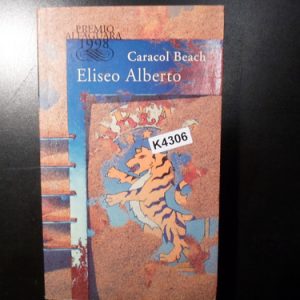 PREMIO
ALFAGUARA
1998
Caracol Beach
Eliseo Alberto
K4306